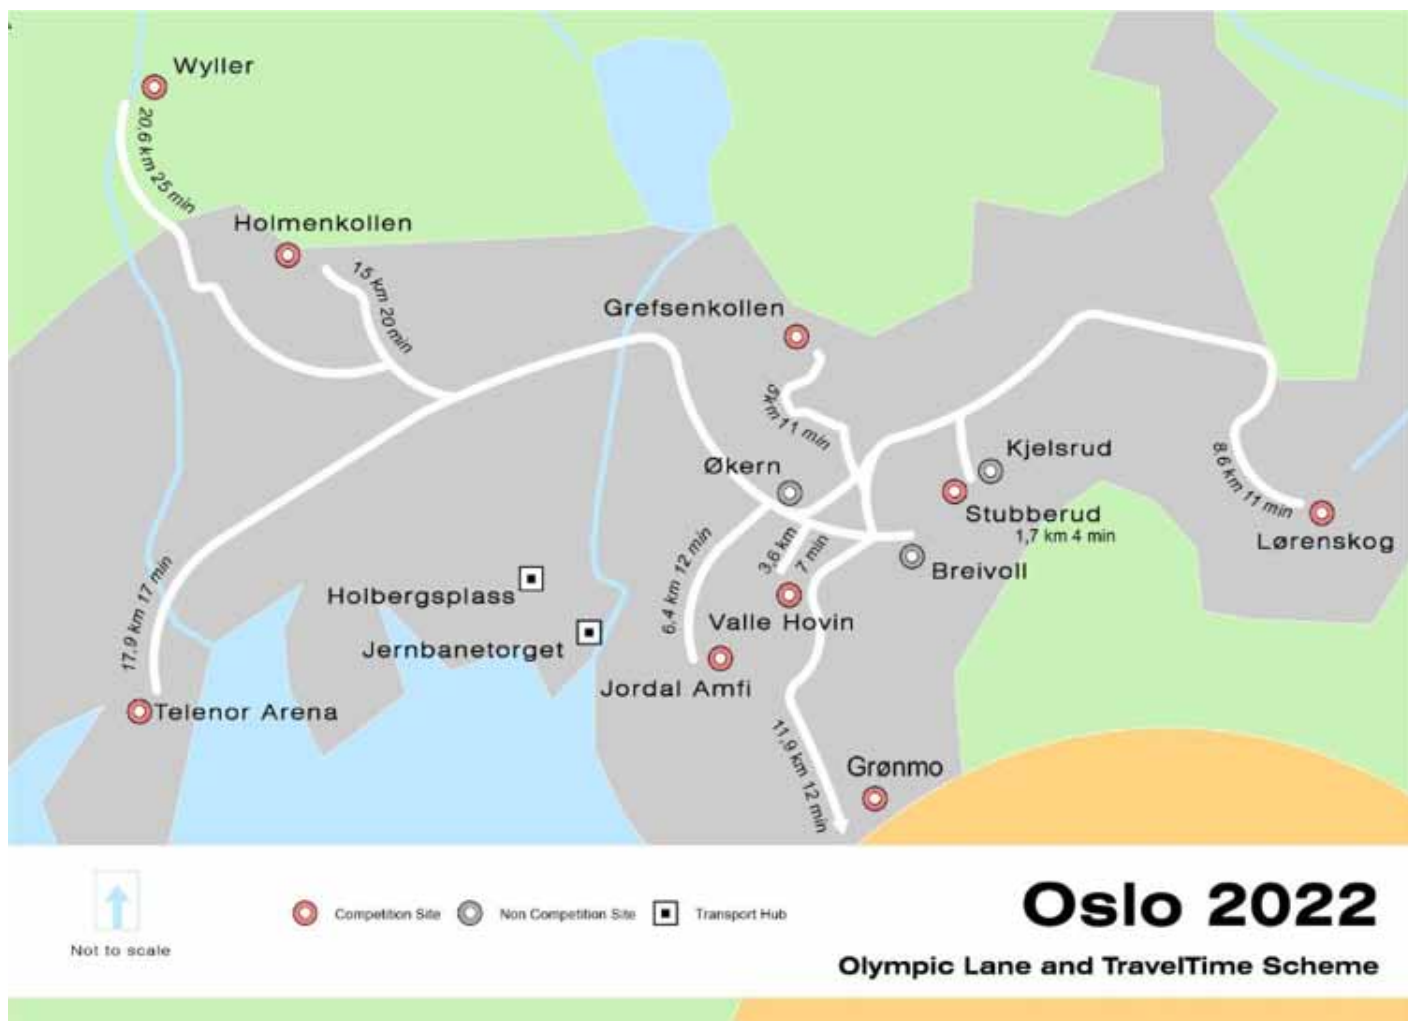 Wyller
20,6 km 25 min
Holmenkollen
15 km 20 min
Grefsenkollen
9 km 11 min
Økern
Kjelsrud
Stubberud
1,7 km 4 min
8,6 km 11 min
Lørenskog
3,6 km
7 min
Breivoll
6,4 km 12 min
Valle Hovin
Holbergsplass
Jernbanetorget
Jordal Amfi
17,9 km 17 min
Telenor Arena
11,9 km 12 min
Grønmo
Not to scale
Competition Site
Non Competition Site
Transport Hub
Oslo 2022
Olympic Lane and TravelTime Scheme